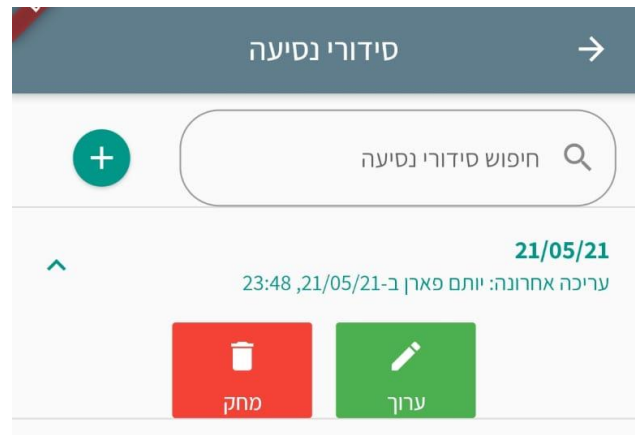 סידורי נסיעה
חיפוש סידורי נסיעה
21/05/21
עריכה אחרונה: יותם פארן ב-21/05/21, 23:48
ערוך
מחק